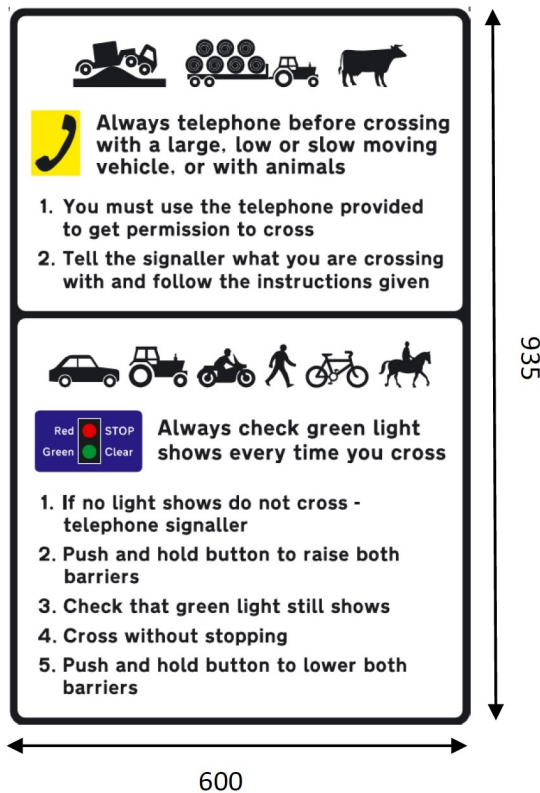 Always telephone before crossing
with a large, low or slow moving
vehicle, or with animals
1. You must use the telephone provided
to get permission to cross
2. Tell the signaller what you are crossing
with and follow the instructions given
Red STOP
Green Clear
Always check green light
shows every time you cross
1. If no light shows do not cross -
telephone signaller
2. Push and hold button to raise both
barriers
3. Check that green light still shows
4. Cross without stopping
5. Push and hold button to lower both
barriers
935
600